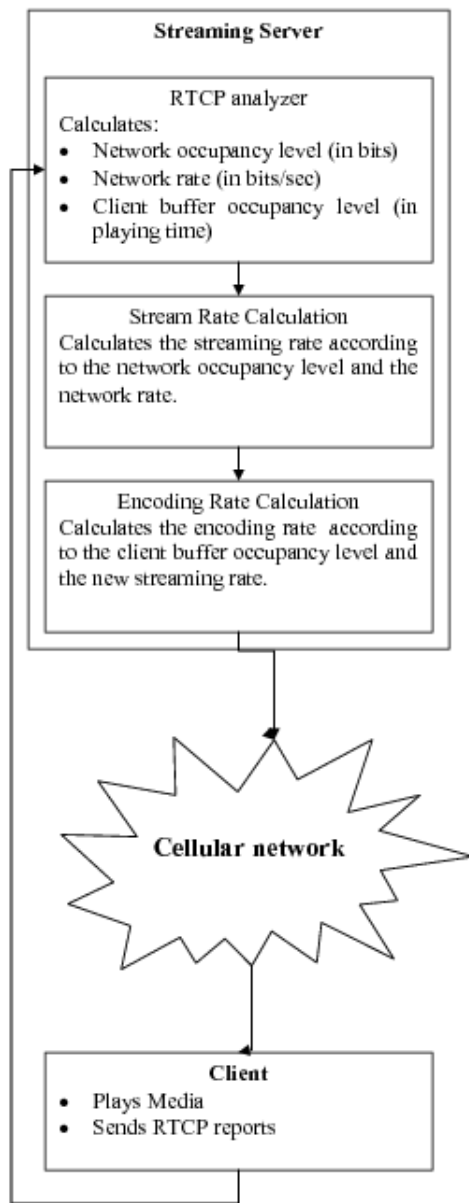 Streaming Server
RTCP analyzer
Calculates:
• Network occupancy level (in bits)
• Network rate (in bits/sec)
• Client buffer occupancy level (in
playing time)
Stream Rate Calculation
Calculates the streaming rate according
to the network occupancy level and the
network rate.
Encoding Rate Calculation
Calculates the encoding rate according
to the client buffer occupancy level and
the new streaming rate.
Cellular network
Client
• Plays Media
• Sends RTCP reports